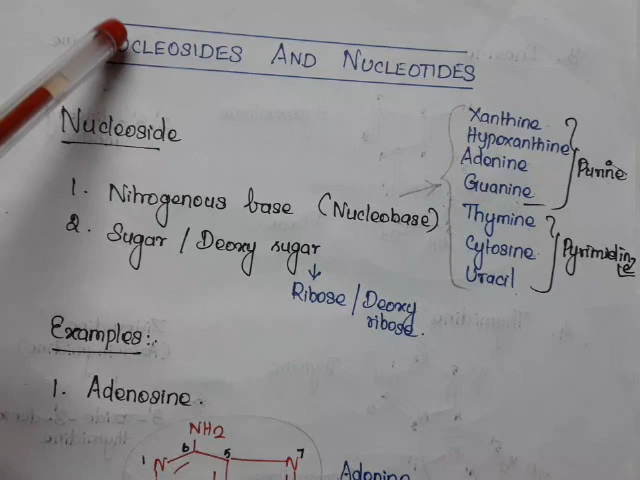 UCLEOSIDES AND NUCLEOTIDES
Nucleoside
1. Nitrogenous base (Nucleobase)
2. Sugar / Deoxy sugar
↓
Ribose / Deoxy
ribose.
Xanthine
Hypoxanthine
Adenine
Guanine
Purine
Thymine
Cytosine
Uracil
Pyrimidine
Examples:.
1. Adenosine.
NH2
6
1 N
5
N 7